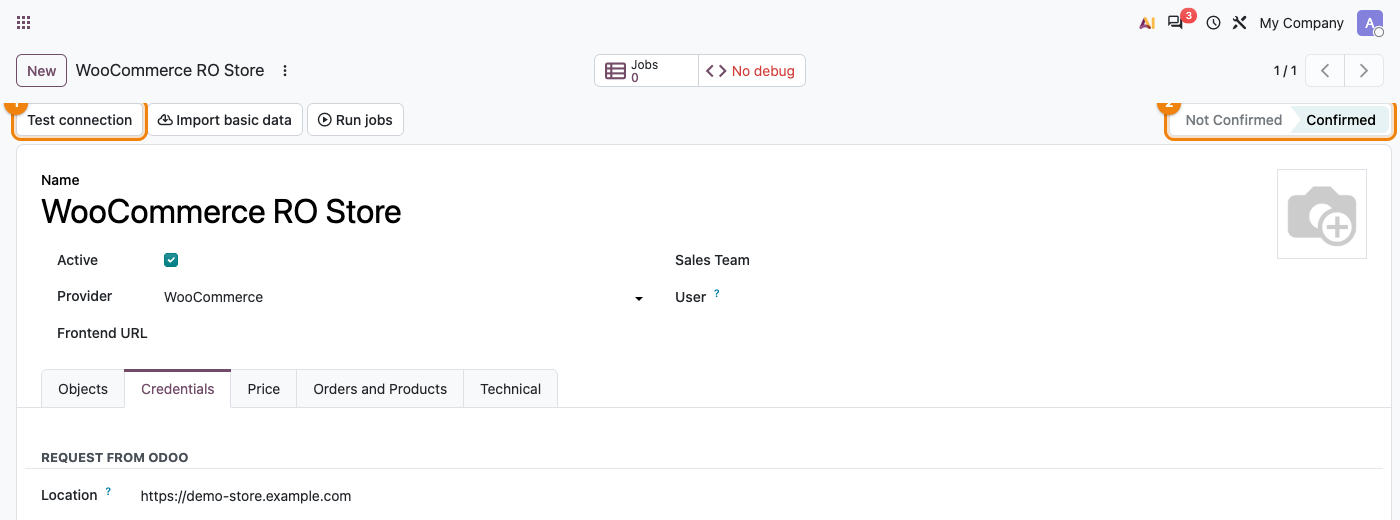 AI 3 My Company A
New WooCommerce RO Store Jobs 0 No debug 1 / 1
1 2
Test connection Import basic data Run jobs Not Confirmed Confirmed
Name
WooCommerce RO Store
Active Sales Team
Provider WooCommerce User ?
Frontend URL
Objects Credentials Price Orders and Products Technical
REQUEST FROM ODOO
Location ? https://demo-store.example.com